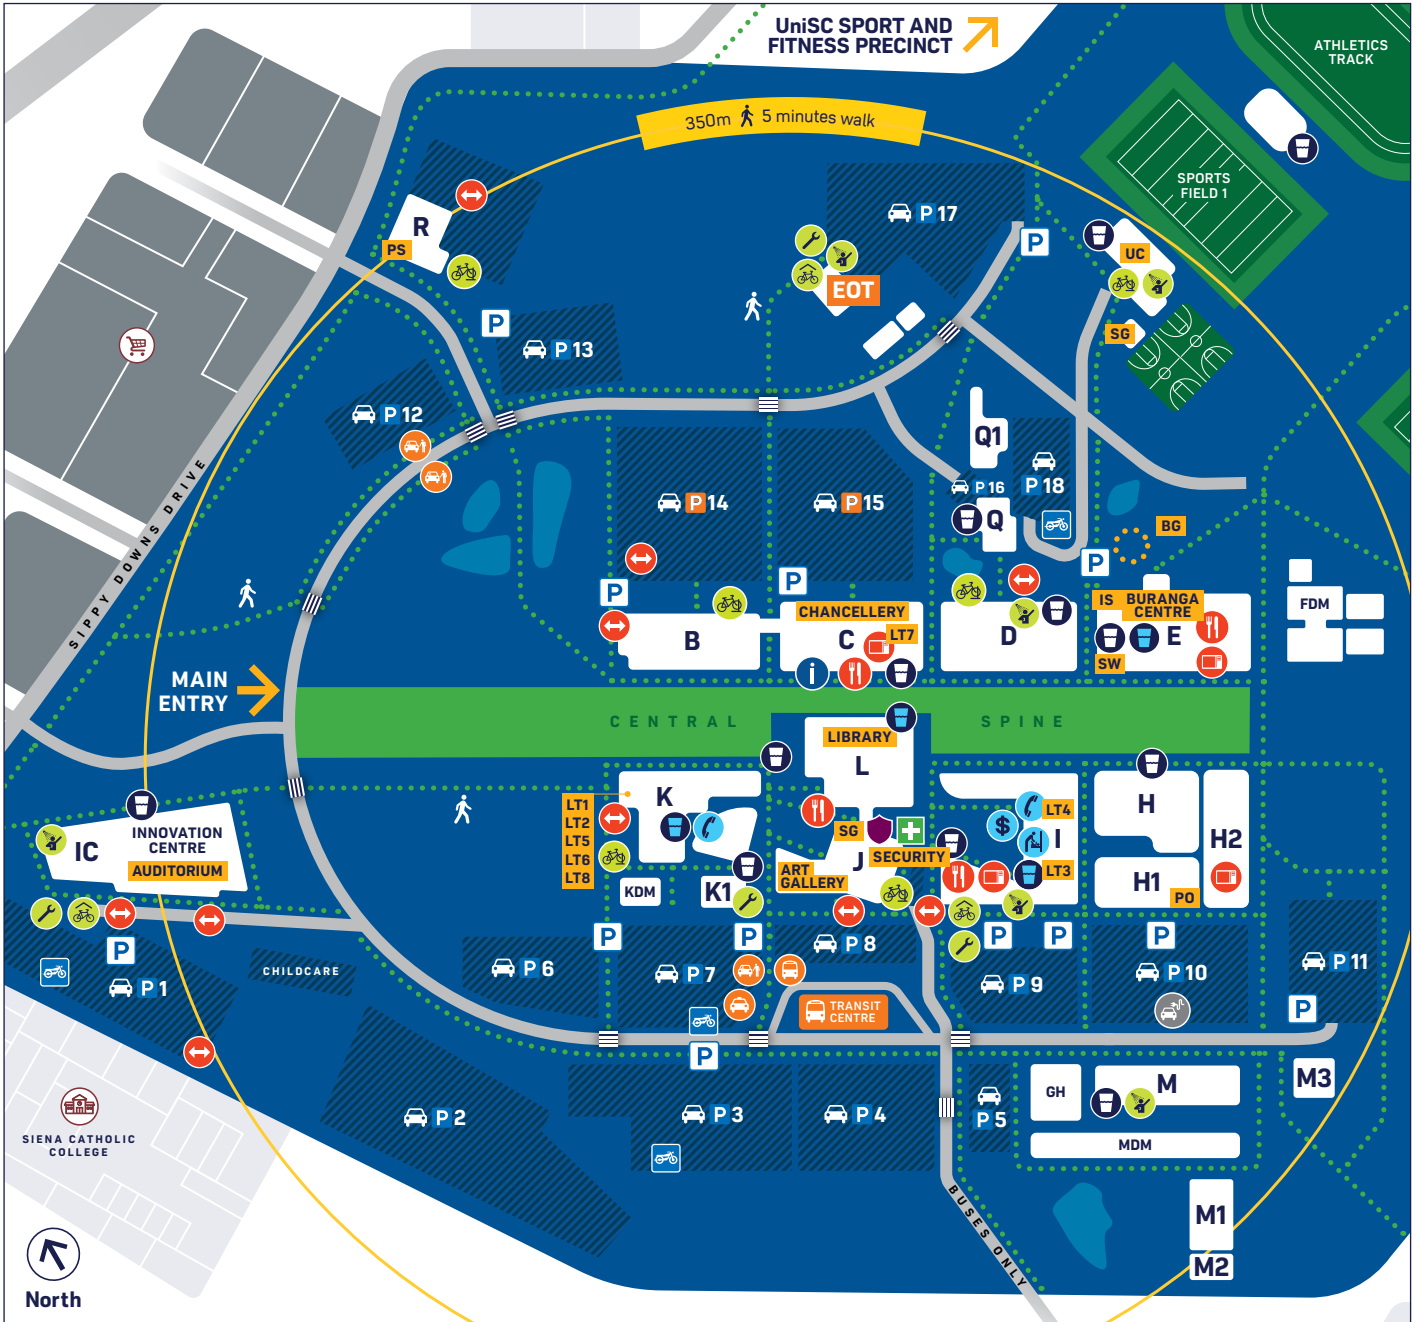 UniSC SPORT AND
FITNESS PRECINCT
ATHLETICS
TRACK
350m 5 minutes walk
SPORTS
FIELD 1
R
PS
P 17
P
UC
EOT
SG
P
P 13
P 12
Q1
P 14
P 15
P 16
P 18
Q
BG
P
P
P
SIPPY DOWNS DRIVE
CHANCELLERY
IS
BURANGA
CENTRE
FDM
B
C
LT7
D
E
SW
i
MAIN
ENTRY
CENTRAL SPINE
LIBRARY
L
K
LT1
LT2
LT5
LT6
LT8
LT4
$
I
H
H2
INNOVATION
CENTRE
IC
AUDITORIUM
SG
J
SECURITY
ART
GALLERY
LT3
KDM
K1
H1
PO
P
P
P
P
P
P
P 1
CHILDCARE
P 6
P 7
P 8
P 9
P 10
P 11
P
TRANSIT
CENTRE
P
M3
GH
M
P 2
P 3
P 4
P 5
MDM
SIENA CATHOLIC
COLLEGE
BUSES ONLY
M1
M2
North